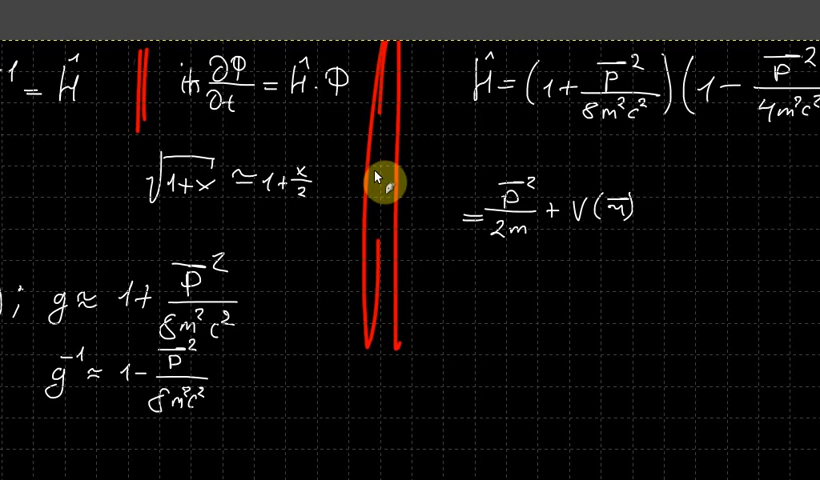 ⁻¹ = Ĥ
iħ ∂Φ/∂t = Ĥ · Φ
Ĥ = (1 + p̄²/8m²c²)(1 − p̄²/4m²c²
√(1+x) ≃ 1 + x/2
= p̄²/2m + V(r̄)
); g ≈ 1 + p̄²/8m²c²
g⁻¹ ≈ 1 − p̄²/8m²c²